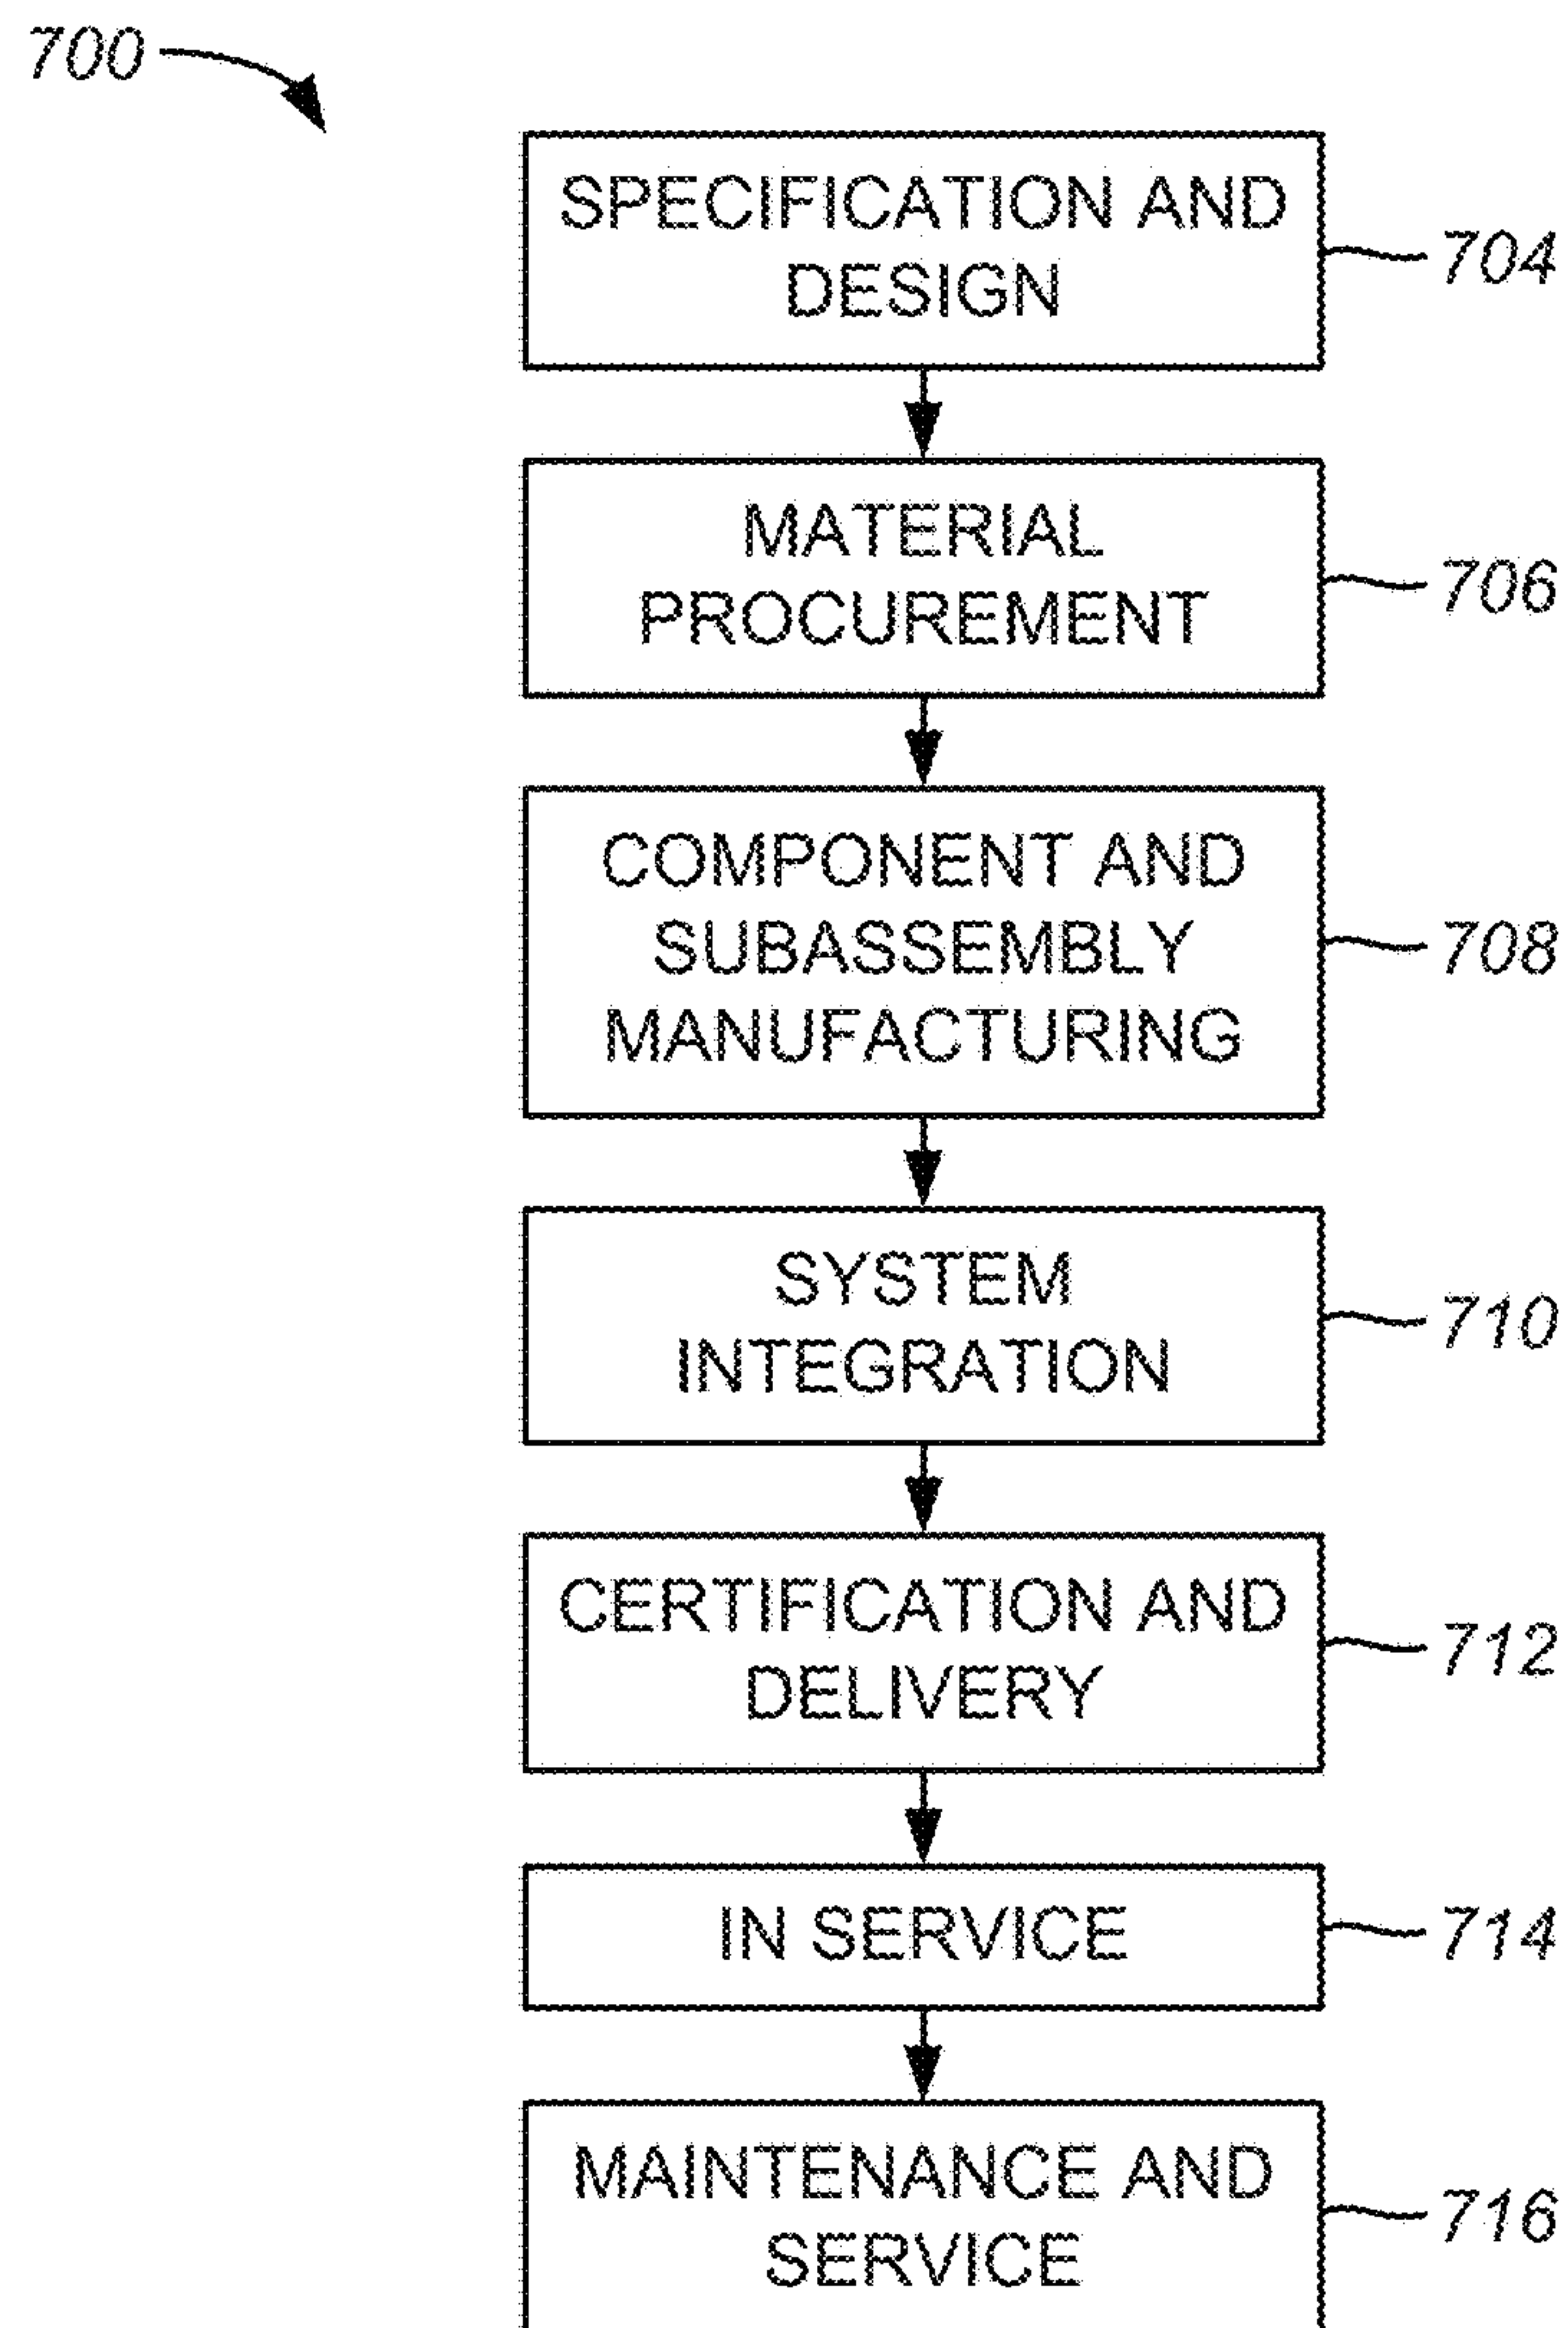 700
SPECIFICATION AND
DESIGN
704
MATERIAL
PROCUREMENT
706
COMPONENT AND
SUBASSEMBLY
MANUFACTURING
708
SYSTEM
INTEGRATION
710
CERTIFICATION AND
DELIVERY
712
IN SERVICE
714
MAINTENANCE AND
SERVICE
716